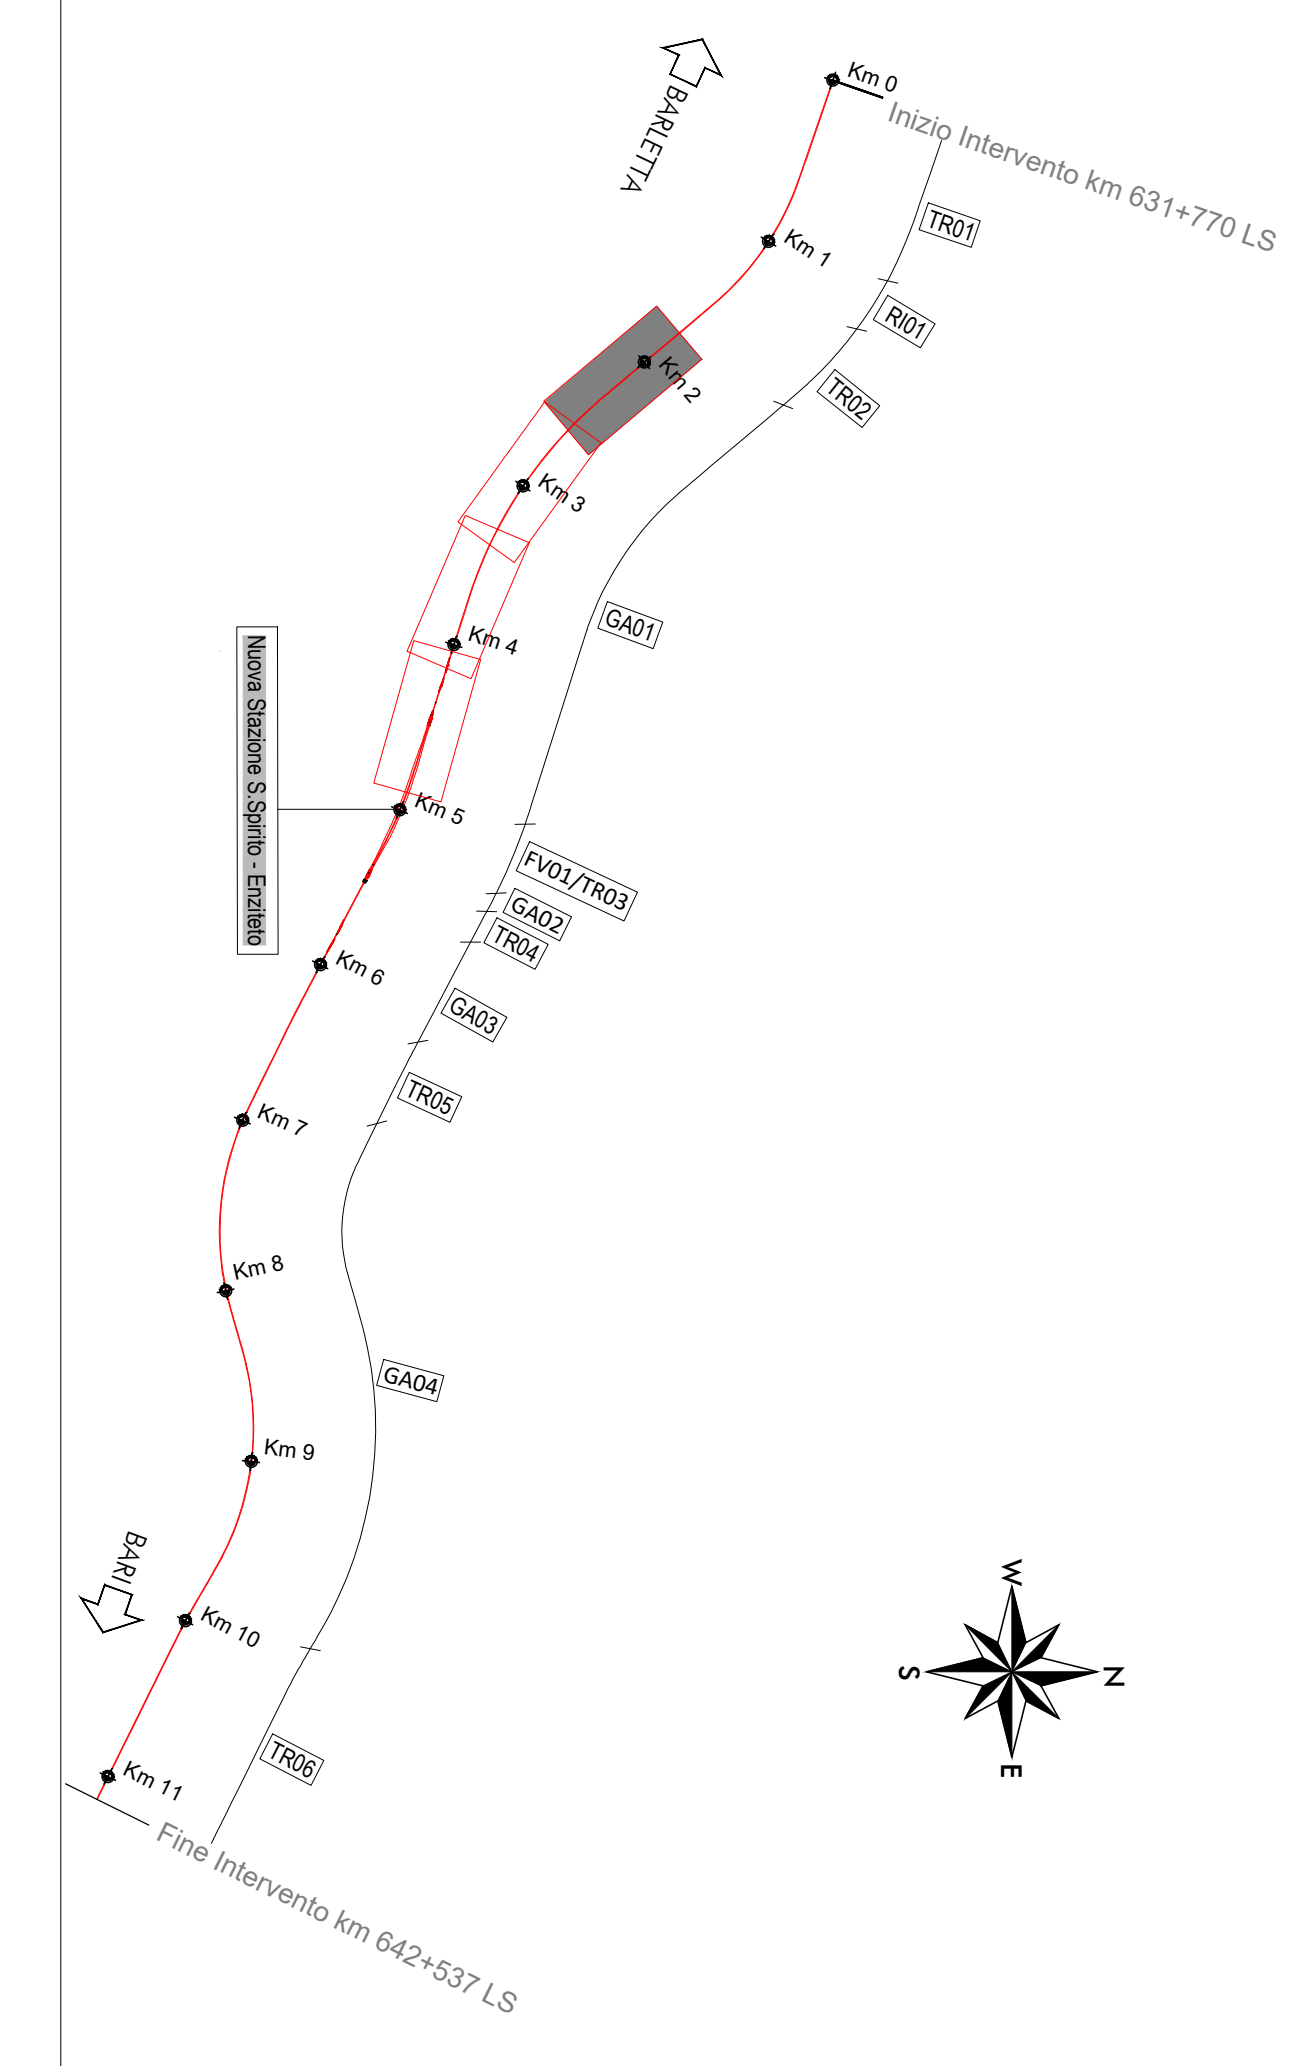 Km 0
BARLETTA
Inizio Intervento km 631+770 LS
TR01
Km 1
RI01
Km 2
TR02
Km 3
GA01
Km 4
Nuova Stazione S.Spirito - Enziteto
Km 5
FV01/TR03
GA02
TR04
Km 6
GA03
TR05
Km 7
Km 8
GA04
Km 9
BARI
Km 10
W
S
N
E
TR06
Km 11
Fine Intervento km 642+537 LS